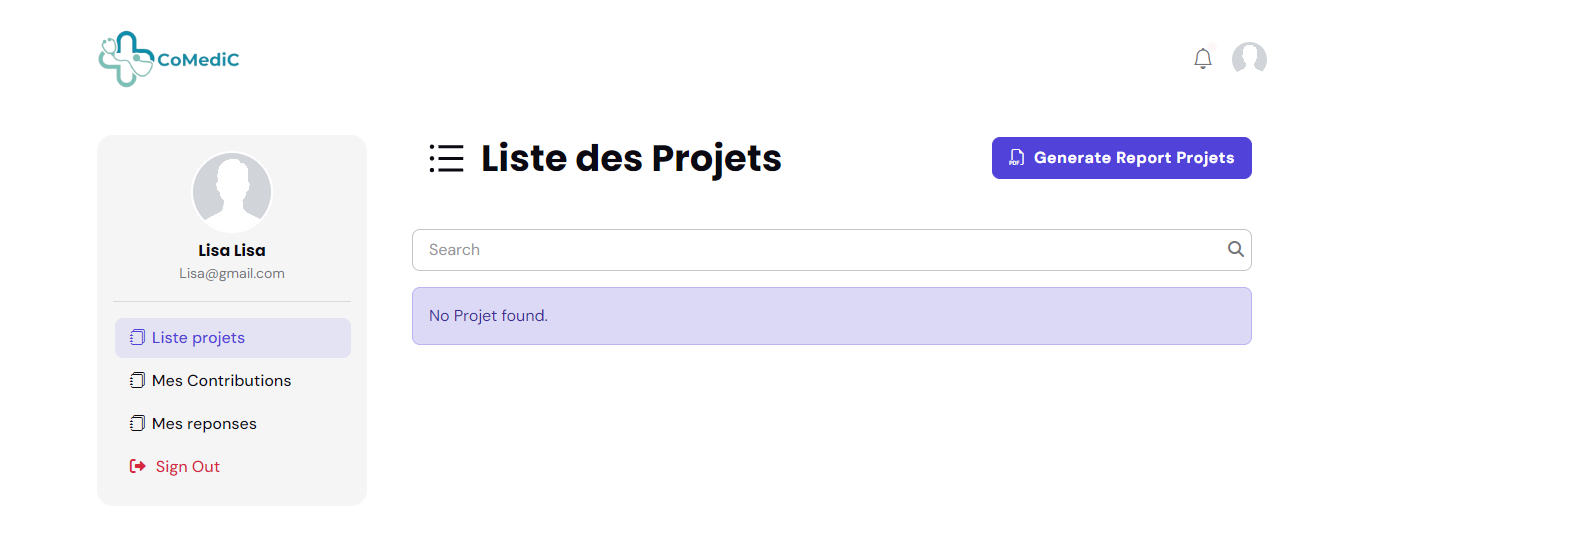 CoMediC
Lisa Lisa
Lisa@gmail.com
Liste projets
Mes Contributions
Mes reponses
Sign Out
Liste des Projets
PDF Generate Report Projets
Search
No Projet found.